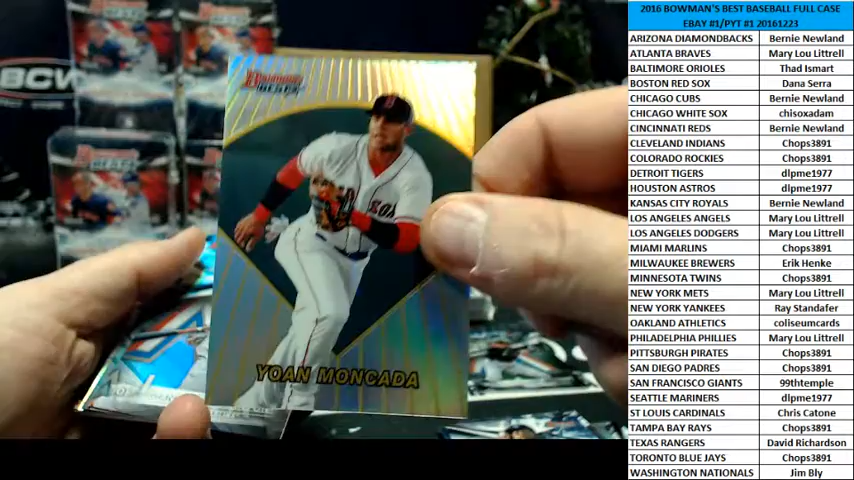 2016 BOWMAN'S BEST BASEBALL FULL CASE
EBAY #1/PYT #1 20161223
ARIZONA DIAMONDBACKS Bernie Newland
ATLANTA BRAVES Mary Lou Littrell
BALTIMORE ORIOLES Thad Ismart
BOSTON RED SOX Dana Serra
CHICAGO CUBS Bernie Newland
CHICAGO WHITE SOX chisoxadam
CINCINNATI REDS Bernie Newland
CLEVELAND INDIANS Chops3891
COLORADO ROCKIES Chops3891
DETROIT TIGERS dlpme1977
HOUSTON ASTROS dlpme1977
KANSAS CITY ROYALS Bernie Newland
LOS ANGELES ANGELS Mary Lou Littrell
LOS ANGELES DODGERS Mary Lou Littrell
MIAMI MARLINS Chops3891
MILWAUKEE BREWERS Erik Henke
MINNESOTA TWINS Chops3891
NEW YORK METS Mary Lou Littrell
NEW YORK YANKEES Ray Standafer
OAKLAND ATHLETICS coliseumcards
PHILADELPHIA PHILLIES Mary Lou Littrell
PITTSBURGH PIRATES Chops3891
SAN DIEGO PADRES Chops3891
SAN FRANCISCO GIANTS 99thtemple
SEATTLE MARINERS dlpme1977
ST LOUIS CARDINALS Chris Catone
TAMPA BAY RAYS Chops3891
TEXAS RANGERS David Richardson
TORONTO BLUE JAYS Chops3891
WASHINGTON NATIONALS Jim Bly
BCW
Bowman's
BEST
B
YOAN MONCADA